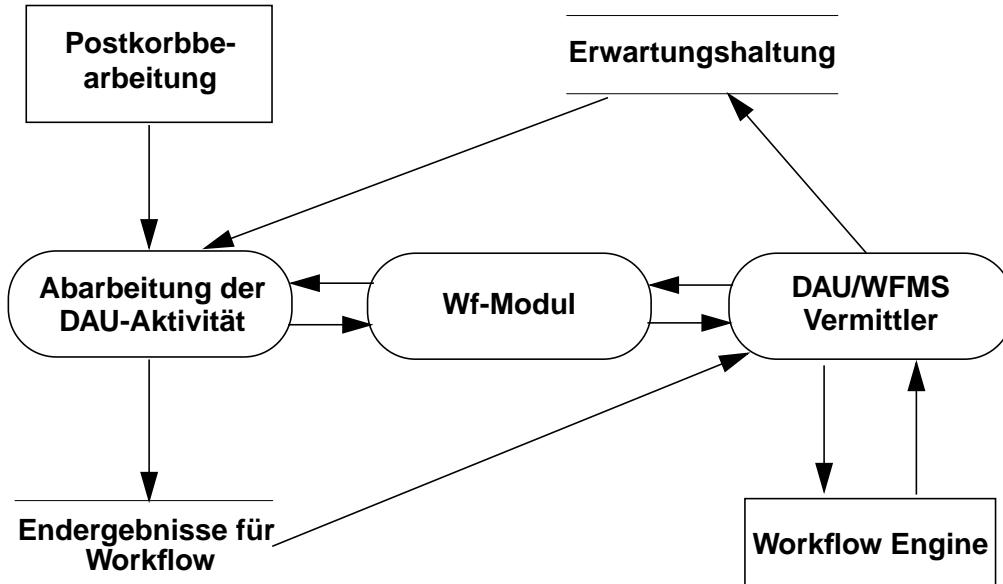 Postkorbbe-
arbeitung
Erwartungshaltung
Abarbeitung der
DAU-Aktivität
Wf-Modul
DAU/WFMS
Vermittler
Endergebnisse für
Workflow
Workflow Engine